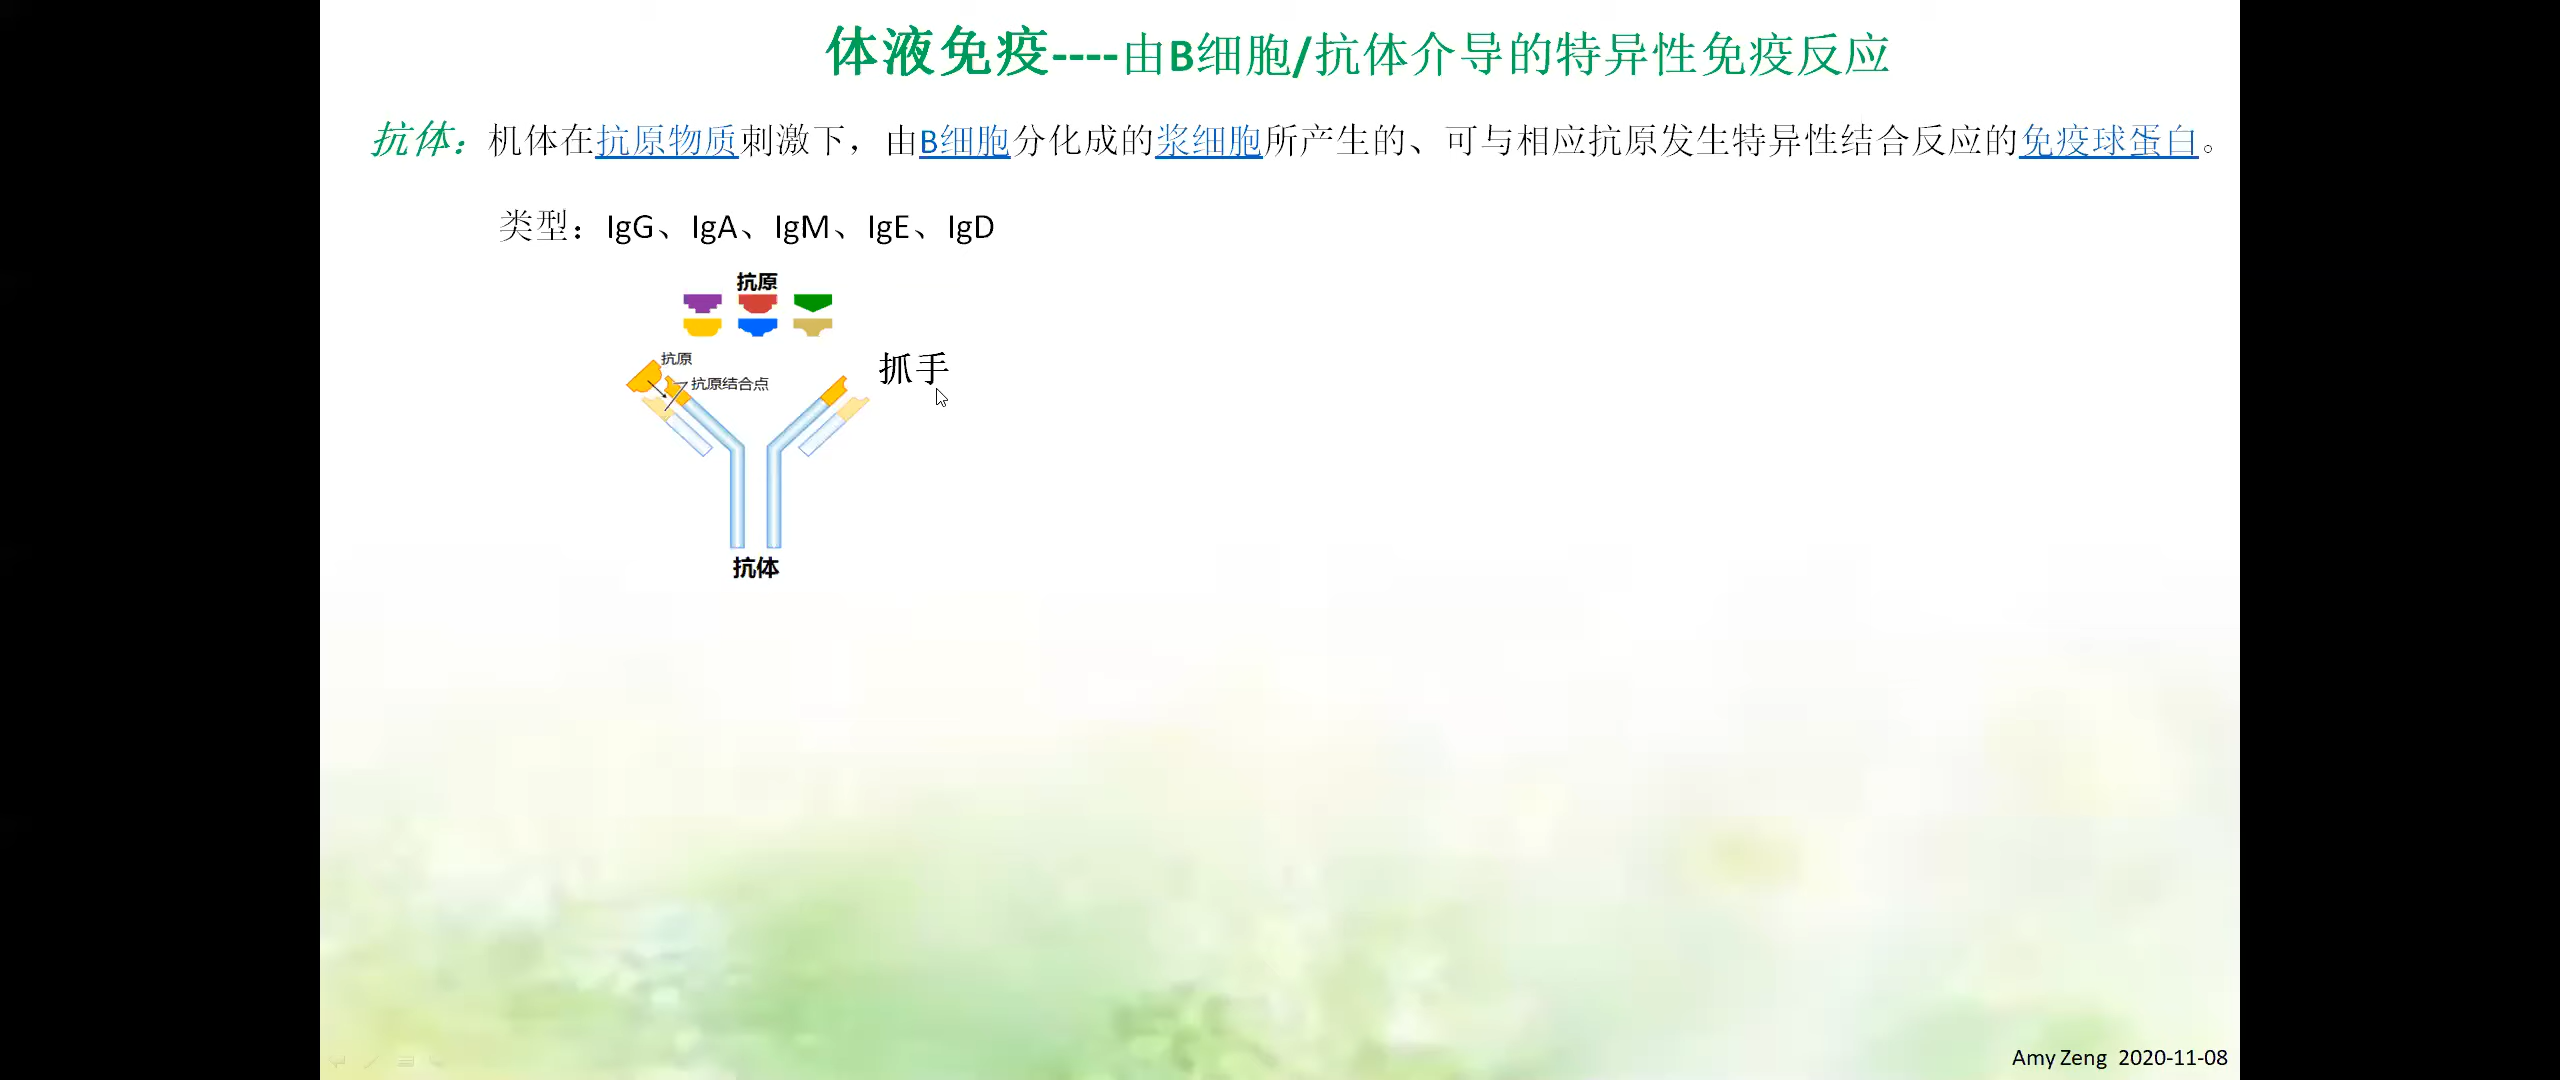 体液免疫----由B细胞/抗体介导的特异性免疫反应
抗体：机体在抗原物质刺激下，由B细胞分化成的浆细胞所产生的、可与相应抗原发生特异性结合反应的免疫球蛋白。
类型：IgG、IgA、IgM、IgE、IgD
抗原
抗原
抓手
抗原结合点
抗体
Amy Zeng 2020-11-08